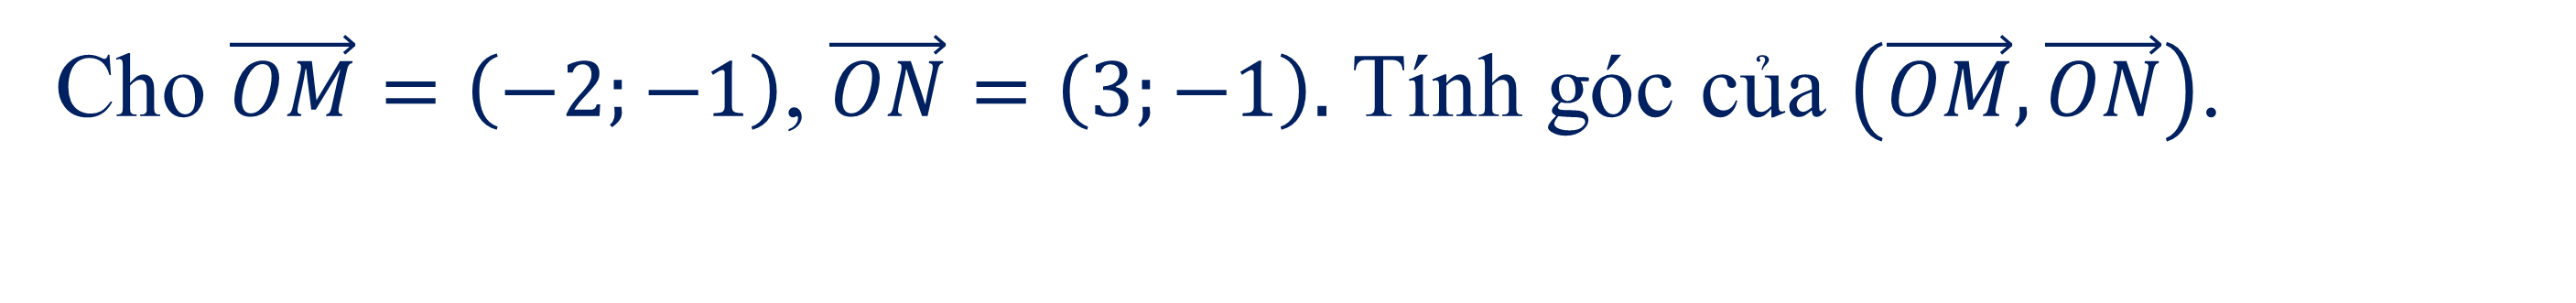 Cho $\overrightarrow{OM} = (-2; -1)$, $\overrightarrow{ON} = (3; -1)$. Tính góc của $(\overrightarrow{OM}, \overrightarrow{ON})$.